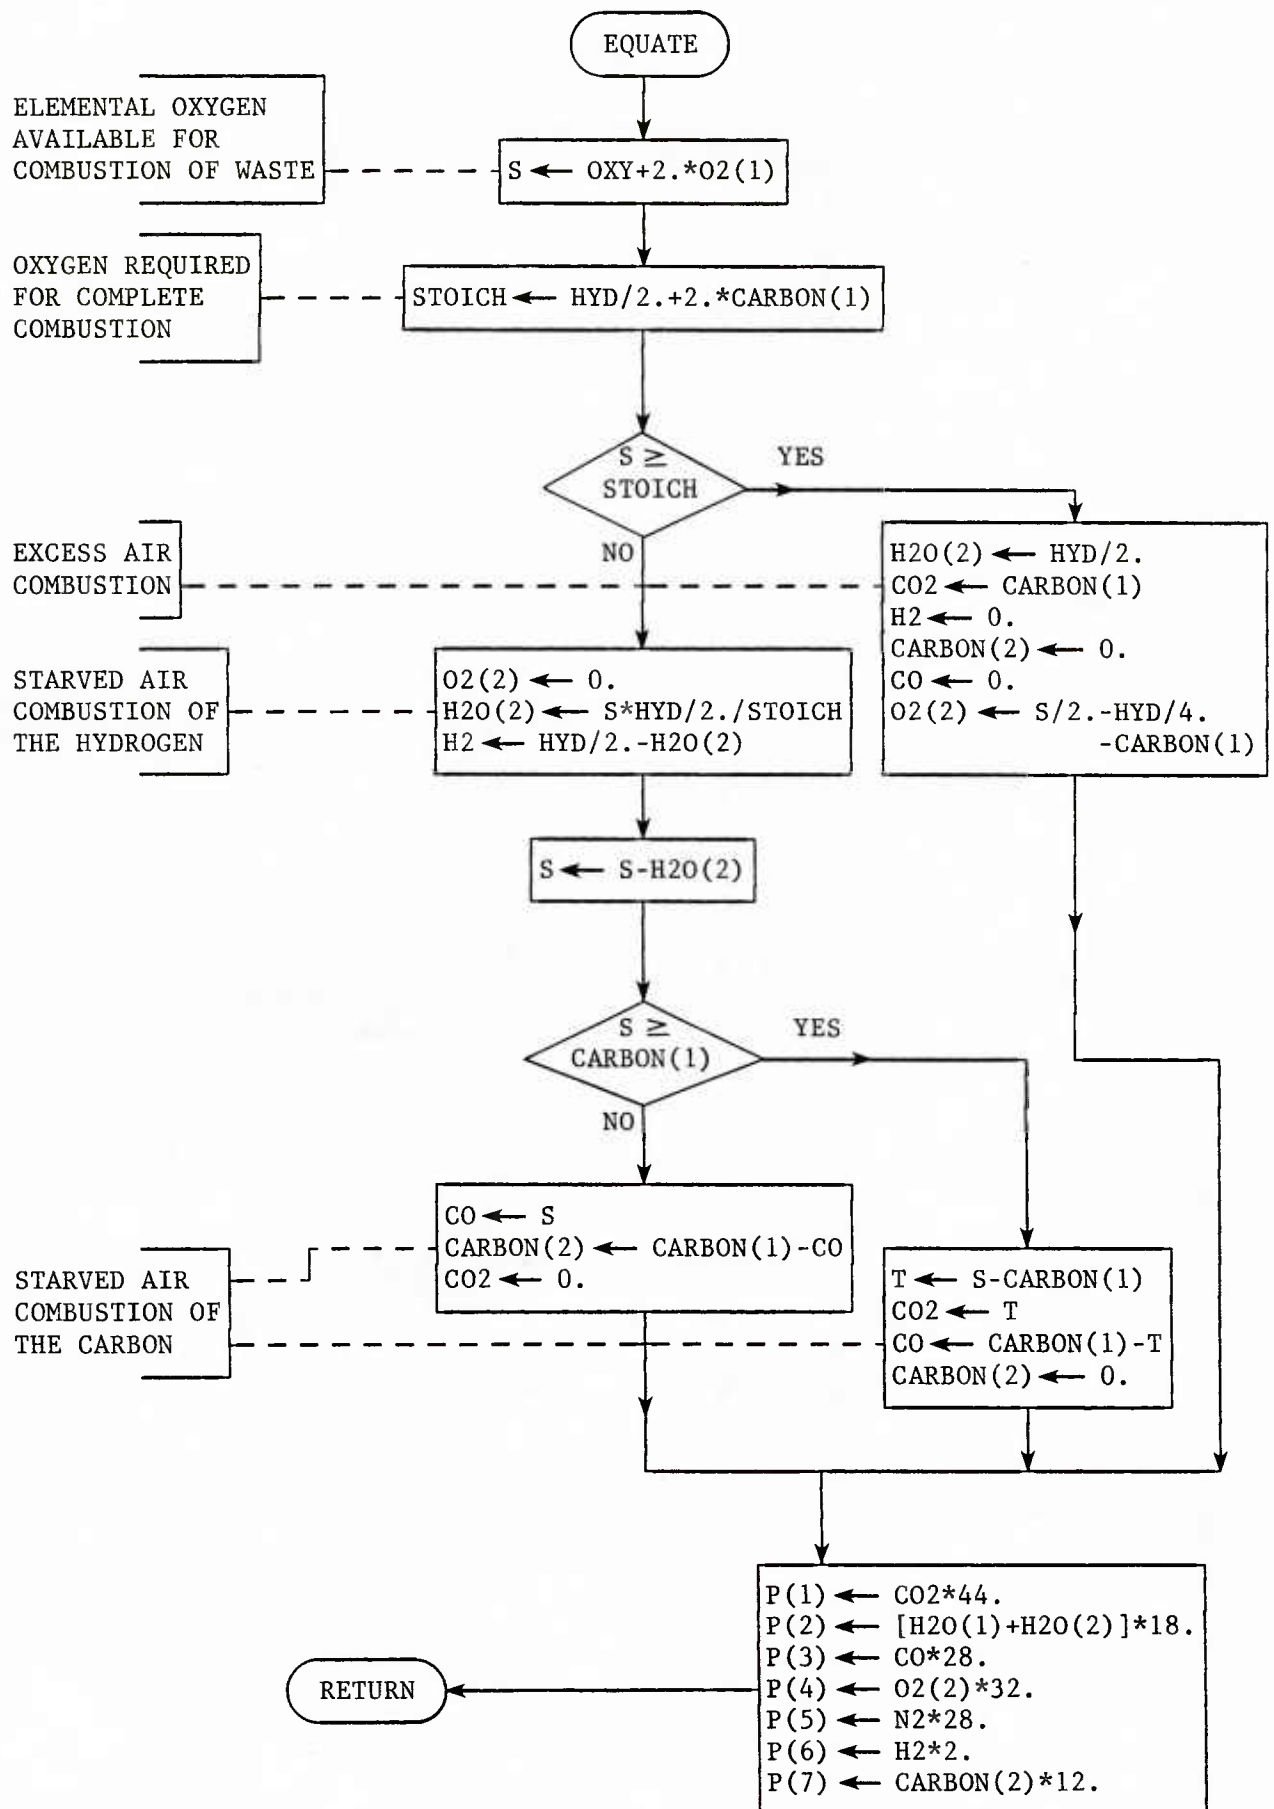 EQUATE
ELEMENTAL OXYGEN
AVAILABLE FOR
COMBUSTION OF WASTE
S ← OXY+2.*O2(1)
OXYGEN REQUIRED
FOR COMPLETE
COMBUSTION
STOICH ← HYD/2.+2.*CARBON(1)
S ≥
STOICH
YES
NO
EXCESS AIR
COMBUSTION
H2O(2) ← HYD/2.
CO2 ← CARBON(1)
H2 ← 0.
CARBON(2) ← 0.
CO ← 0.
O2(2) ← S/2.-HYD/4.
-CARBON(1)
STARVED AIR
COMBUSTION OF
THE HYDROGEN
O2(2) ← 0.
H2O(2) ← S*HYD/2./STOICH
H2 ← HYD/2.-H2O(2)
S ← S-H2O(2)
S ≥
CARBON(1)
YES
NO
STARVED AIR
COMBUSTION OF
THE CARBON
CO ← S
CARBON(2) ← CARBON(1)-CO
CO2 ← 0.
T ← S-CARBON(1)
CO2 ← T
CO ← CARBON(1)-T
CARBON(2) ← 0.
P(1) ← CO2*44.
P(2) ← [H2O(1)+H2O(2)]*18.
P(3) ← CO*28.
P(4) ← O2(2)*32.
P(5) ← N2*28.
P(6) ← H2*2.
P(7) ← CARBON(2)*12.
RETURN